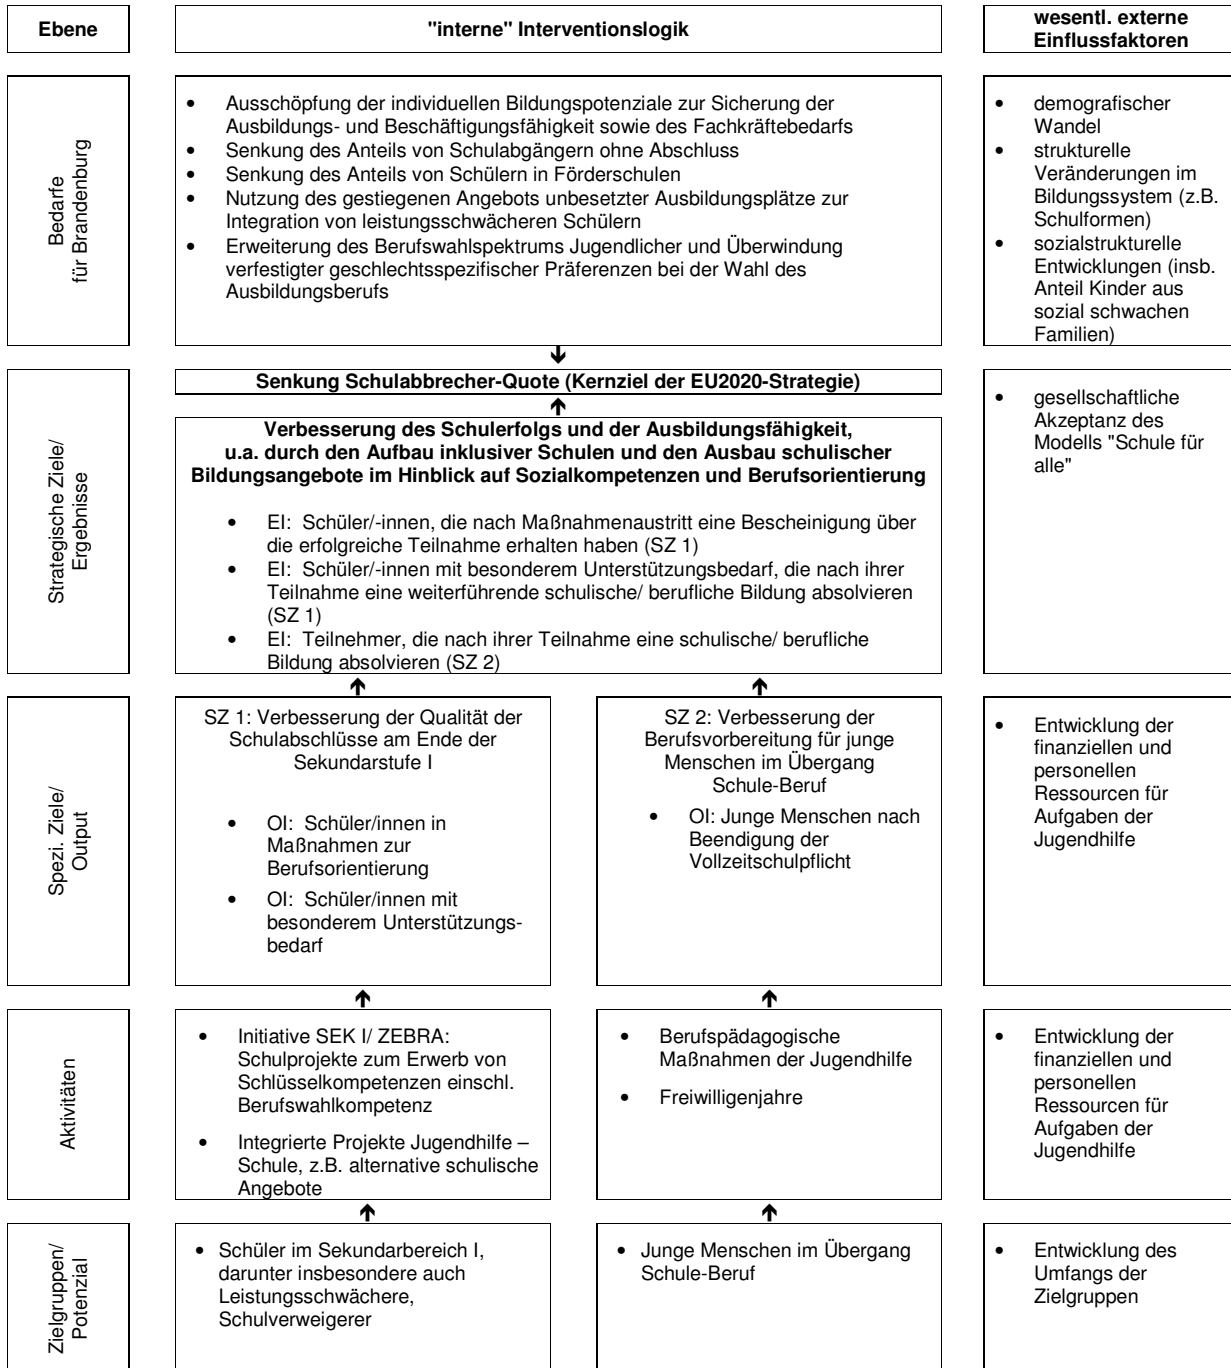 Ebene
"interne" Interventionslogik
wesentl. externe
Einflussfaktoren
Bedarfe
für Brandenburg
• Ausschöpfung der individuellen Bildungspotenziale zur Sicherung der
Ausbildungs- und Beschäftigungsfähigkeit sowie des Fachkräftebedarfs
• Senkung des Anteils von Schulabgängern ohne Abschluss
• Senkung des Anteils von Schülern in Förderschulen
• Nutzung des gestiegenen Angebots unbesetzter Ausbildungsplätze zur
Integration von leistungsschwächeren Schülern
• Erweiterung des Berufswahlspektrums Jugendlicher und Überwindung
verfestigter geschlechtsspezifischer Präferenzen bei der Wahl des
Ausbildungsberufs
• demografischer
Wandel
• strukturelle
Veränderungen im
Bildungssystem (z.B.
Schulformen)
• sozialstrukturelle
Entwicklungen (insb.
Anteil Kinder aus
sozial schwachen
Familien)
Strategische Ziele/
Ergebnisse
Senkung Schulabbrecher-Quote (Kernziel der EU2020-Strategie)
Verbesserung des Schulerfolgs und der Ausbildungsfähigkeit,
u.a. durch den Aufbau inklusiver Schulen und den Ausbau schulischer
Bildungsangebote im Hinblick auf Sozialkompetenzen und Berufsorientierung
• EI: Schüler/-innen, die nach Maßnahmenaustritt eine Bescheinigung über
die erfolgreiche Teilnahme erhalten haben (SZ 1)
• EI: Schüler/-innen mit besonderem Unterstützungsbedarf, die nach ihrer
Teilnahme eine weiterführende schulische/ berufliche Bildung absolvieren
(SZ 1)
• EI: Teilnehmer, die nach ihrer Teilnahme eine schulische/ berufliche
Bildung absolvieren (SZ 2)
• gesellschaftliche
Akzeptanz des
Modells "Schule für
alle"
Spezi. Ziele/
Output
SZ 1: Verbesserung der Qualität der
Schulabschlüsse am Ende der
Sekundarstufe I
• OI: Schüler/innen in
Maßnahmen zur
Berufsorientierung
• OI: Schüler/innen mit
besonderem Unterstützungs-
bedarf
SZ 2: Verbesserung der
Berufsvorbereitung für junge
Menschen im Übergang
Schule-Beruf
• OI: Junge Menschen nach
Beendigung der
Vollzeitschulpflicht
• Entwicklung der
finanziellen und
personellen
Ressourcen für
Aufgaben der
Jugendhilfe
Aktivitäten
• Initiative SEK I/ ZEBRA:
Schulprojekte zum Erwerb von
Schlüsselkompetenzen einschl.
Berufswahlkompetenz
• Integrierte Projekte Jugendhilfe –
Schule, z.B. alternative schulische
Angebote
• Berufspädagogische
Maßnahmen der Jugendhilfe
• Freiwilligenjahre
• Entwicklung der
finanziellen und
personellen
Ressourcen für
Aufgaben der
Jugendhilfe
Zielgruppen/
Potenzial
• Schüler im Sekundarbereich I,
darunter insbesondere auch
Leistungsschwächere,
Schulverweigerer
• Junge Menschen im Übergang
Schule-Beruf
• Entwicklung des
Umfangs der
Zielgruppen